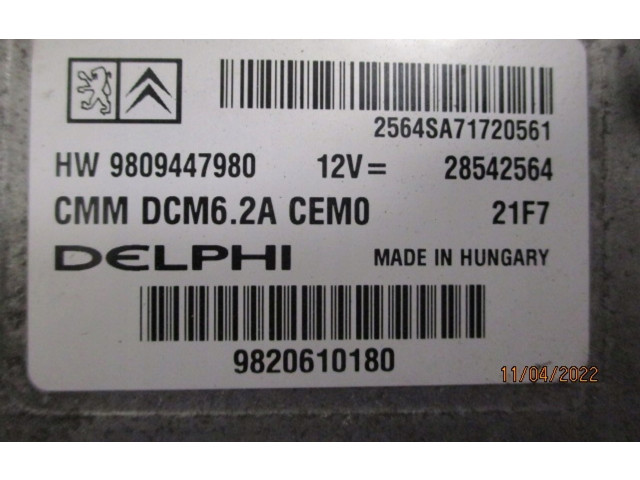 2564SA71720561
HW 9809447980 12V= 28542564
CMM DCM6.2A CEM0 21F7
DELPHI MADE IN HUNGARY
9820610180
11/04/2022